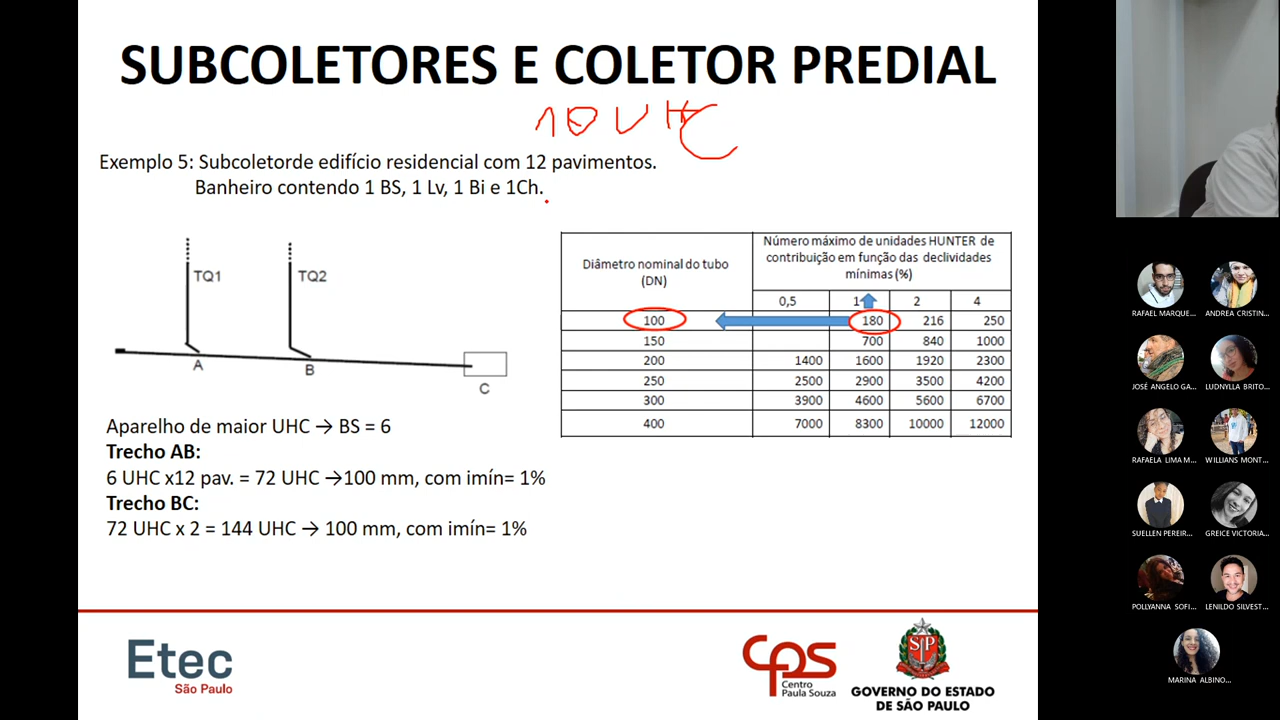 SUBCOLETORES E COLETOR PREDIAL
10 UHC
Exemplo 5: Subcoletorde edifício residencial com 12 pavimentos.
Banheiro contendo 1 BS, 1 Lv, 1 Bi e 1Ch.
TQ1
TQ2
A
B
C
Diâmetro nominal do tubo (DN)
Número máximo de unidades HUNTER de
contribuição em função das declividades
mínimas (%)
0,5 1 2 4
100 180 216 250
150 700 840 1000
200 1400 1600 1920 2300
250 2500 2900 3500 4200
300 3900 4600 5600 6700
400 7000 8300 10000 12000
Aparelho de maior UHC → BS = 6
Trecho AB:
6 UHC x12 pav. = 72 UHC →100 mm, com imín= 1%
Trecho BC:
72 UHC x 2 = 144 UHC → 100 mm, com imín= 1%
Etec
São Paulo
CPS
Centro
Paula Souza
SP
GOVERNO DO ESTADO
DE SÃO PAULO
RAFAEL MARQUE...
ANDREA CRISTIN...
JOSÉ ANGELO GA...
LUDNYLLA BRITO...
RAFAELA LIMA M...
WILLIANS MONT...
SUELLEN PEREIR...
GREICE VICTORIA...
POLLYANNA SOFI...
LENILDO SILVEST...
MARINA ALBINO...